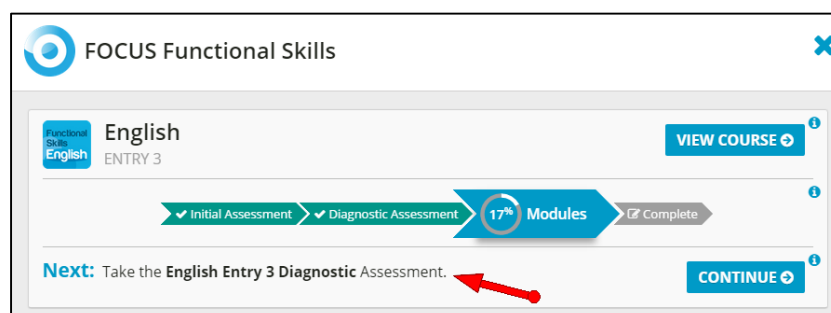 FOCUS Functional Skills
Functional
Skills
English
English
ENTRY 3
VIEW COURSE
Initial Assessment
Diagnostic Assessment
17%
Modules
Complete
Next: Take the English Entry 3 Diagnostic Assessment.
CONTINUE